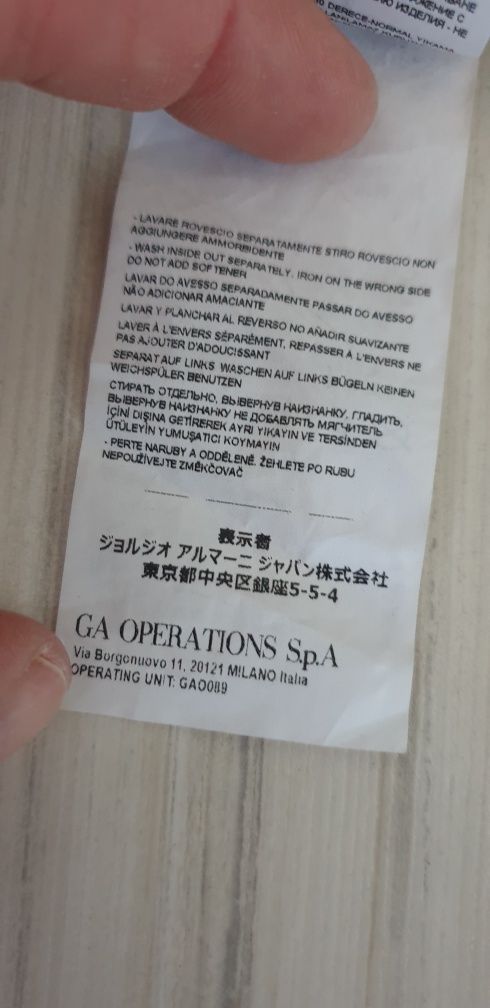 DERECE-NORMAL YIKAMA
- LAVARE ROVESCIO SEPARATAMENTE STIRO ROVESCIO NON
AGGIUNGERE AMMORBIDENTE
- WASH INSIDE OUT SEPARATELY. IRON ON THE WRONG SIDE
DO NOT ADD SOFTENER
LAVAR DO AVESSO SEPARADAMENTE PASSAR DO AVESSO
NÃO ADICIONAR AMACIANTE
LAVAR Y PLANCHAR AL REVERSO NO AÑADIR SUAVIZANTE
LAVER À L'ENVERS SÉPARÉMENT, REPASSER À L'ENVERS NE
PAS AJOUTER D'ADOUCISSANT
SEPARAT AUF LINKS WASCHEN AUF LINKS BÜGELN KEINEN
WEICHSPÜLER BENUTZEN
СТИРАТЬ ОТДЕЛЬНО, ВЫВЕРНУВ НАИЗНАНКУ. ГЛАДИТЬ,
ВЫВЕРНУВ НАИЗНАНКУ НЕ ДОБАВЛЯТЬ МЯГЧИТЕЛЬ
İÇİNİ DIŞINA GETİREREK AYRI YIKAYIN VE TERSİNDEN
ÜTÜLEYİN YUMUŞATICI KOYMAYIN
- PERTE NARUBY A ODDĚLENĚ. ŽEHLETE PO RUBU
NEPOUŽÍVEJTE ZMĚKČOVAČ
表示者
ジョルジオ アルマーニ ジャパン株式会社
東京都中央区銀座5-5-4
GA OPERATIONS S.p.A
Via Borgonuovo 11, 20121 MILANO Italia
OPERATING UNIT: GAO089